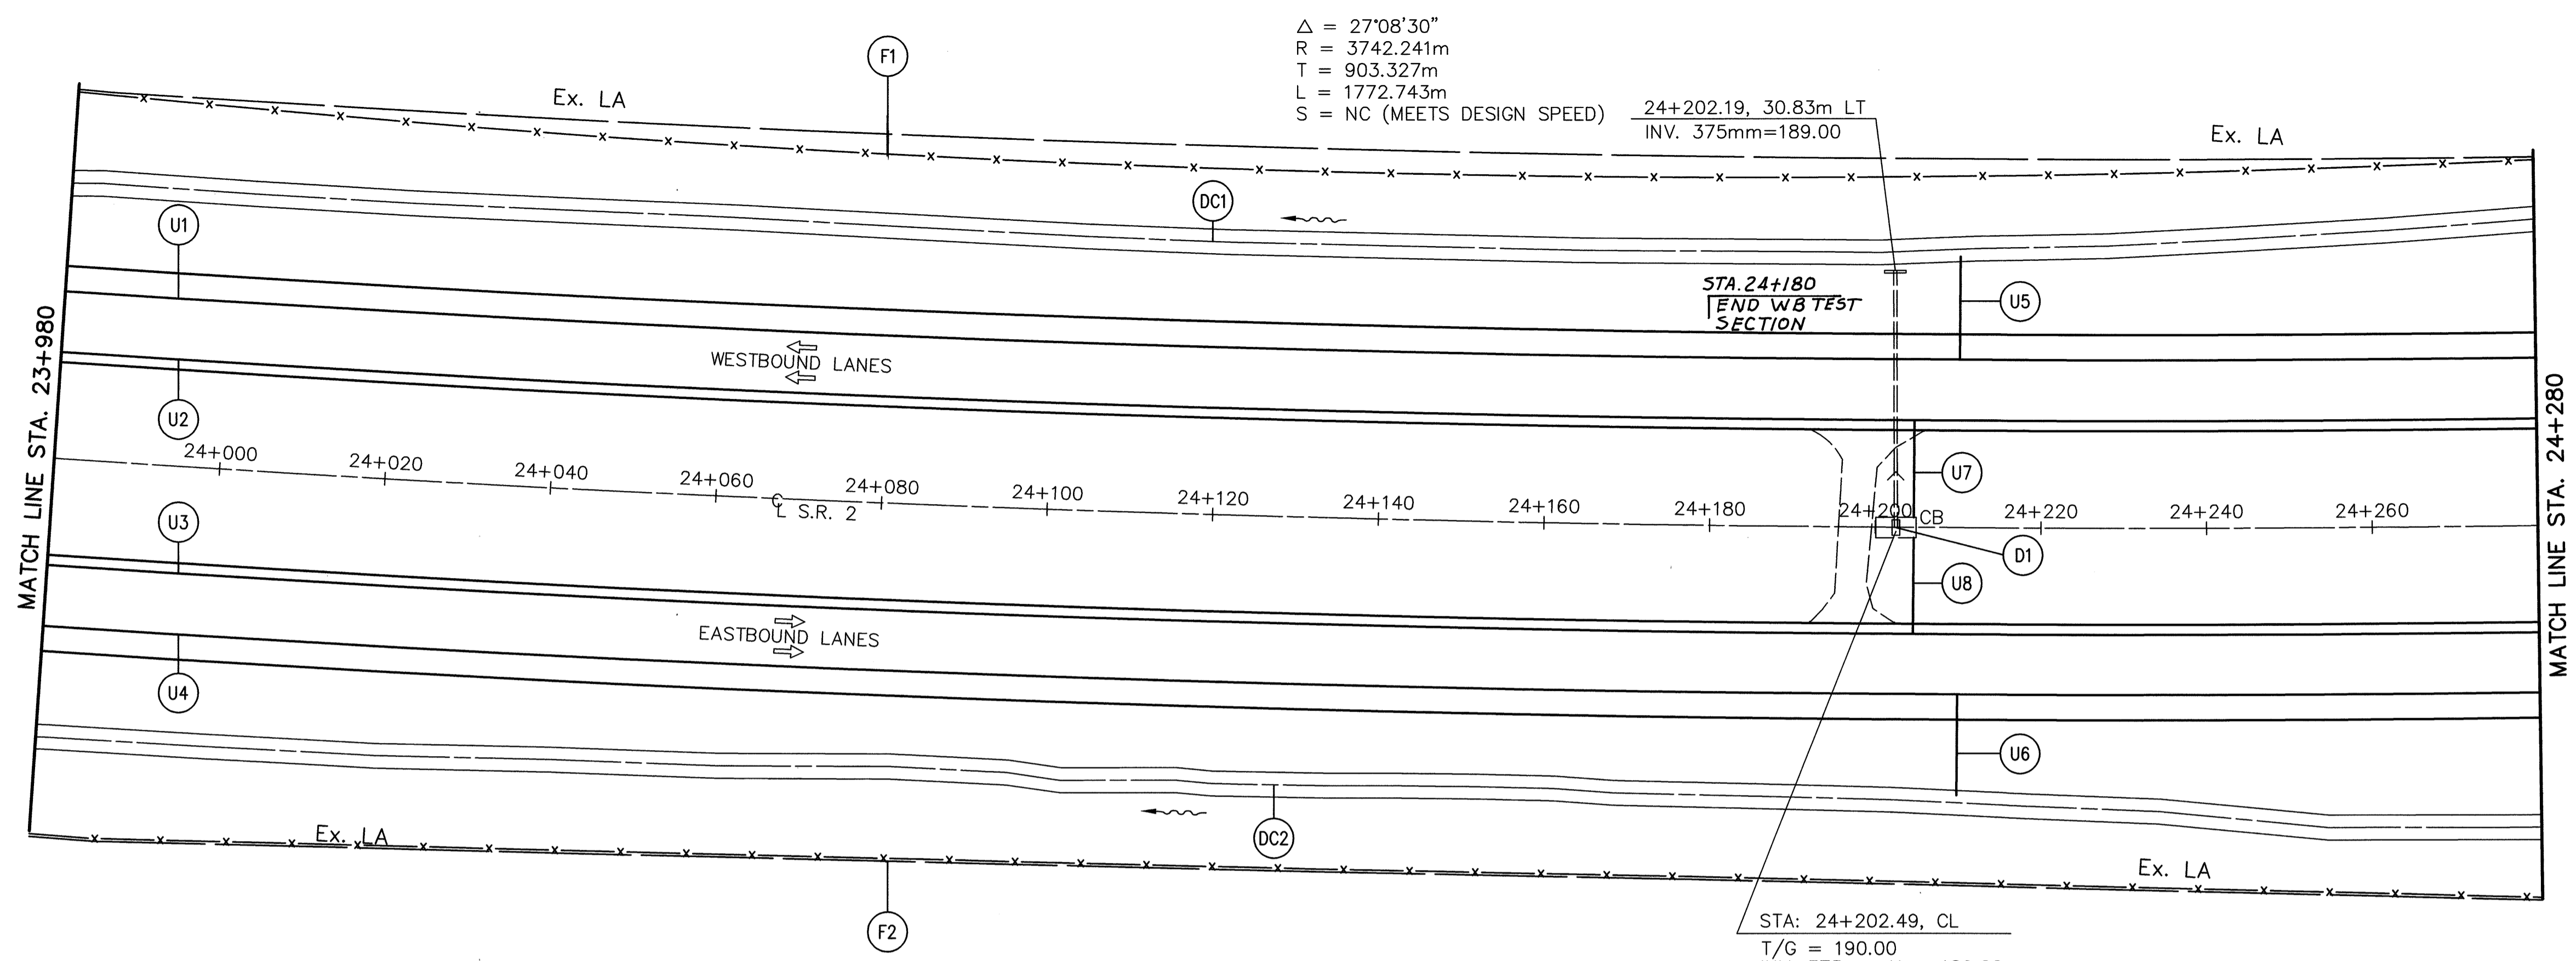 Δ = 27°08'30"
R = 3742.241m
T = 903.327m
L = 1772.743m
S = NC (MEETS DESIGN SPEED)
24+202.19, 30.83m LT
INV. 375mm=189.00
F1
Ex. LA
Ex. LA
DC1
U1
STA. 24+180
END WB TEST
SECTION
U5
MATCH LINE STA. 23+980
WESTBOUND LANES
U2
MATCH LINE STA. 24+280
24+000
24+020
24+040
24+060
24+080
24+100
24+120
24+140
24+160
24+180
24+200
24+220
24+240
24+260
CL S.R. 2
CB
U7
D1
U3
U8
EASTBOUND LANES
U4
U6
DC2
Ex. LA
Ex. LA
F2
STA: 24+202.49, CL
T/G = 190.00